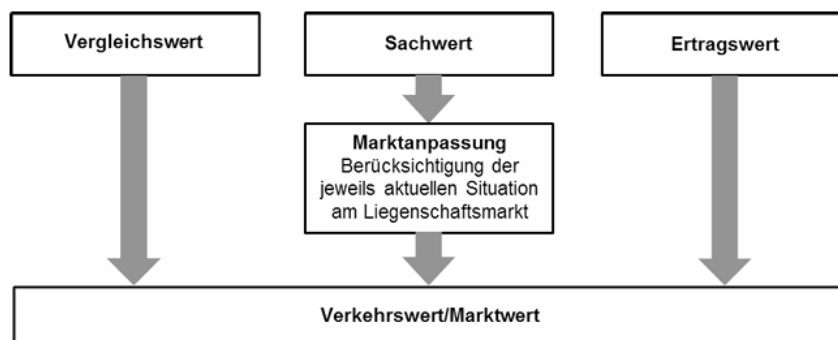 Vergleichswert
Sachwert
Ertragswert
Marktanpassung
Berücksichtigung der
jeweils aktuellen Situation
am Liegenschaftsmarkt
Verkehrswert/Marktwert